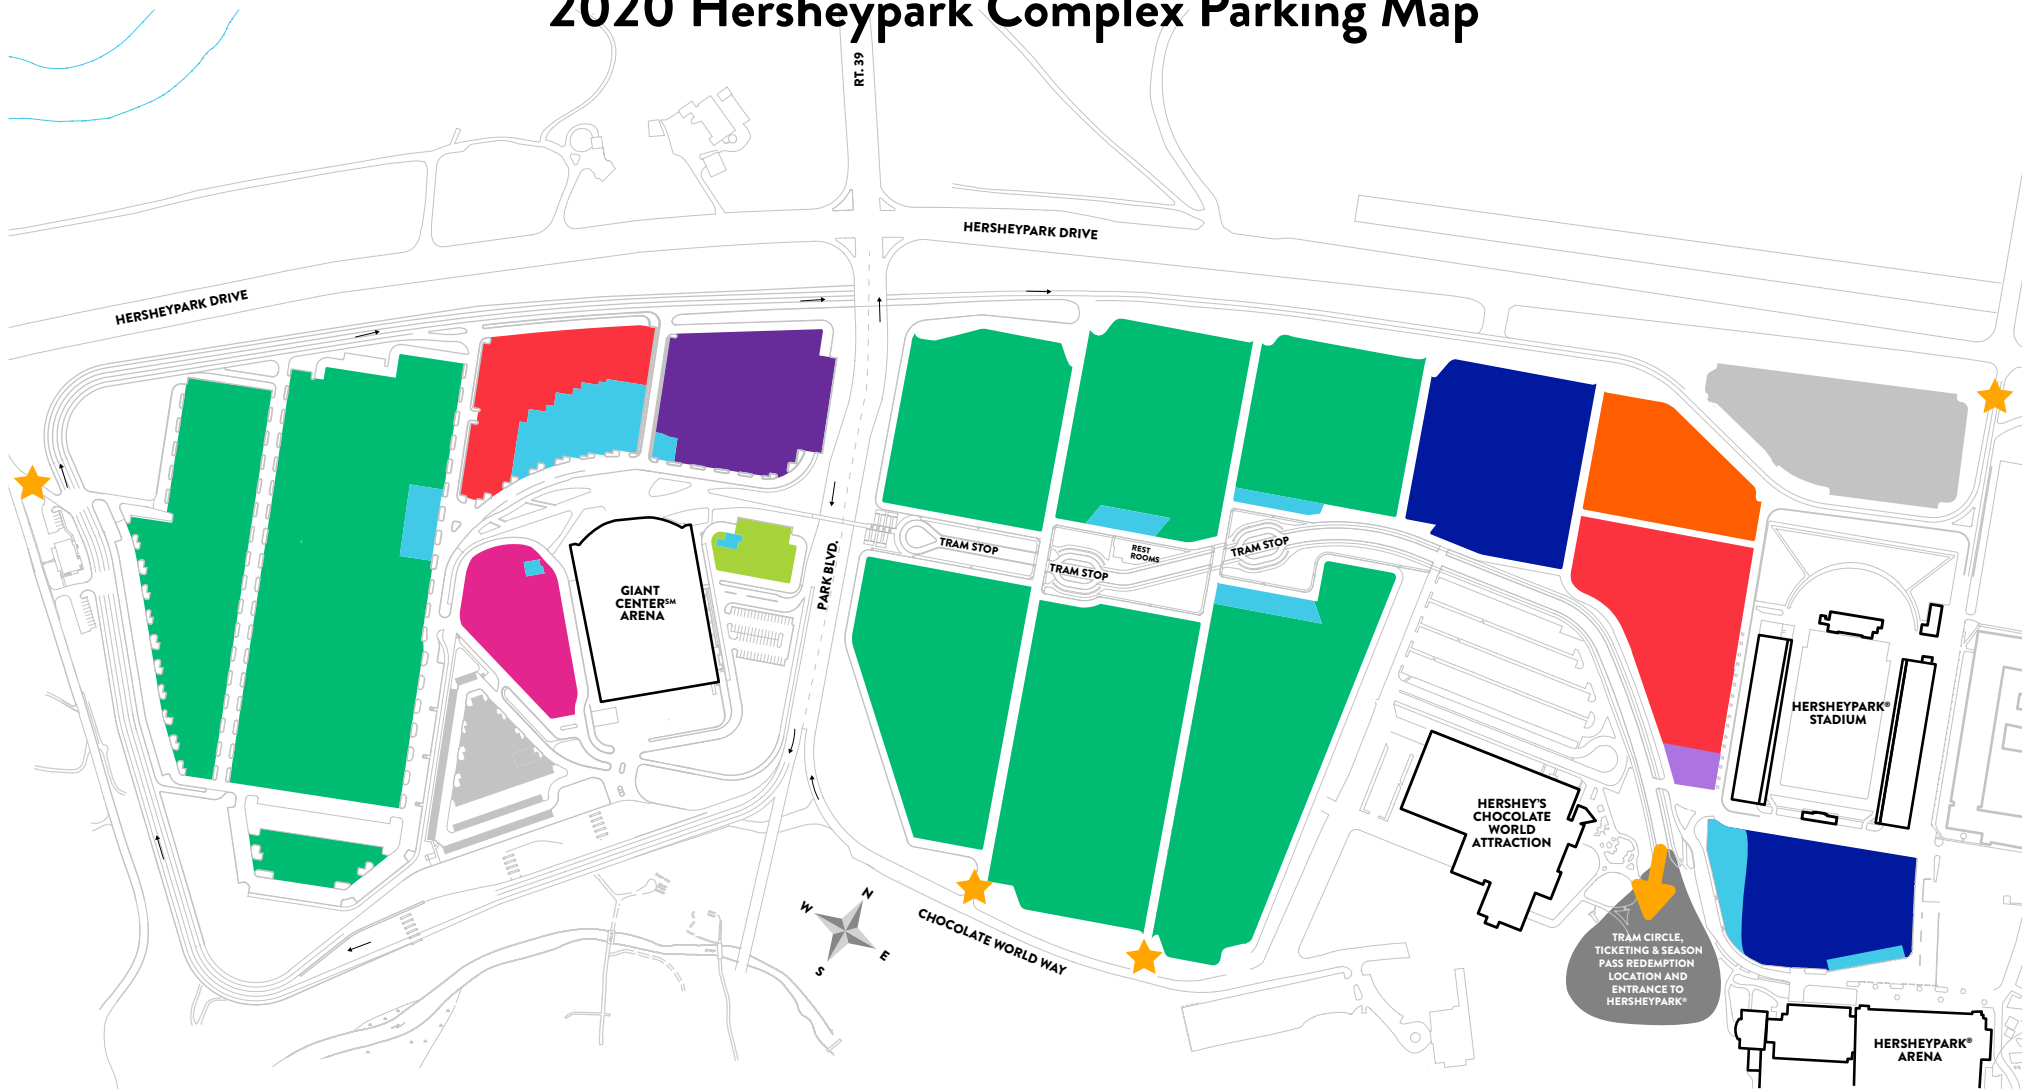 2020 Hersheypark Complex Parking Map
RT. 39
HERSHEYPARK DRIVE
HERSHEYPARK DRIVE
TRAM STOP
REST
ROOMS
TRAM STOP
TRAM STOP
PARK BLVD.
GIANT
CENTER℠
ARENA
HERSHEYPARK®
STADIUM
HERSHEY'S
CHOCOLATE
WORLD
ATTRACTION
N
W
E
S
CHOCOLATE WORLD WAY
TRAM CIRCLE,
TICKETING & SEASON
PASS REDEMPTION
LOCATION AND
ENTRANCE TO
HERSHEYPARK®
HERSHEYPARK®
ARENA